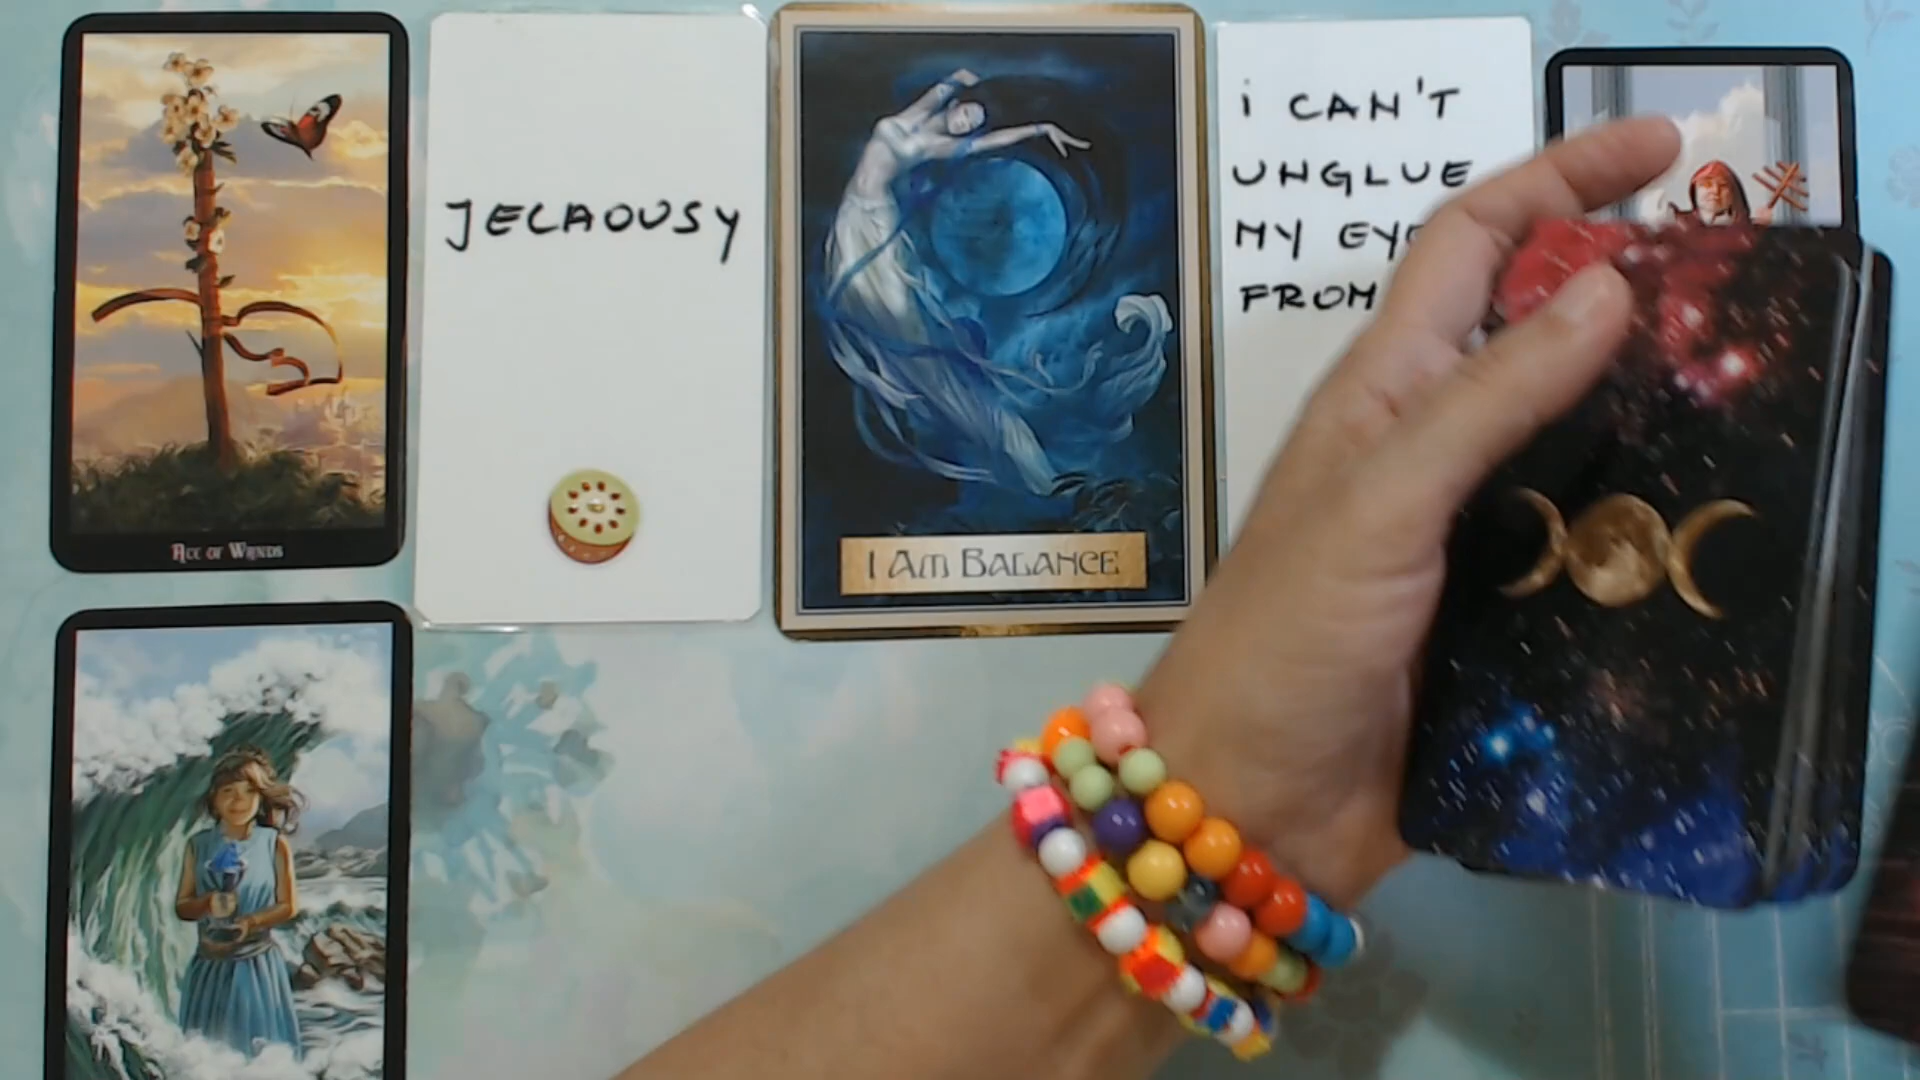 ACE OF WANDS
JELAOUSY
I AM BALANCE
i CAN'T
UNGLUE
MY
FROM